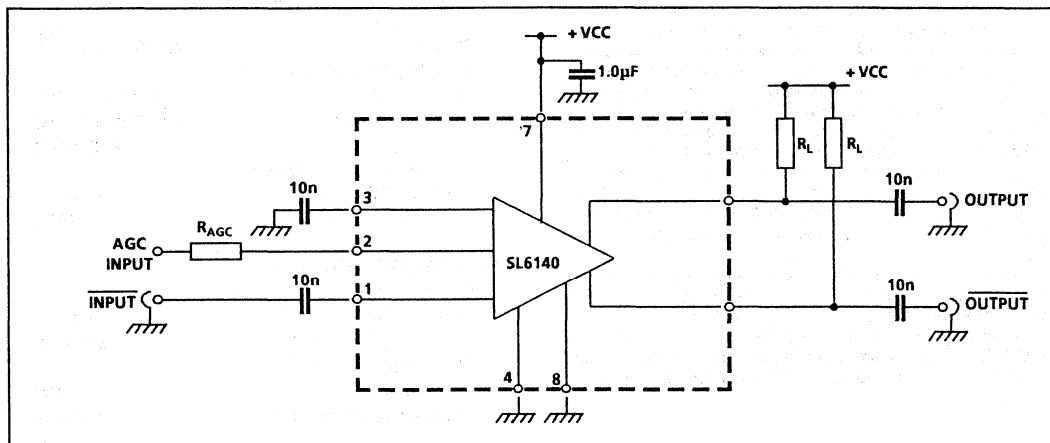 + VCC
1.0µF
+ VCC
7
R_L
R_L
10n
3
10n
OUTPUT
R_AGC
2
AGC
INPUT
SL6140
10n
1
INPUT
10n
OUTPUT
4
8